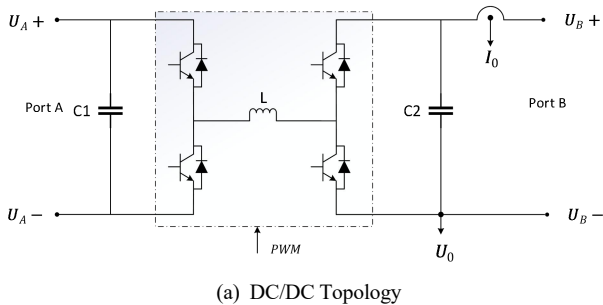 U_A+
U_B+
I_0
L
Port A
C1
C2
Port B
U_A−
U_B−
U_0
PWM
(a) DC/DC Topology